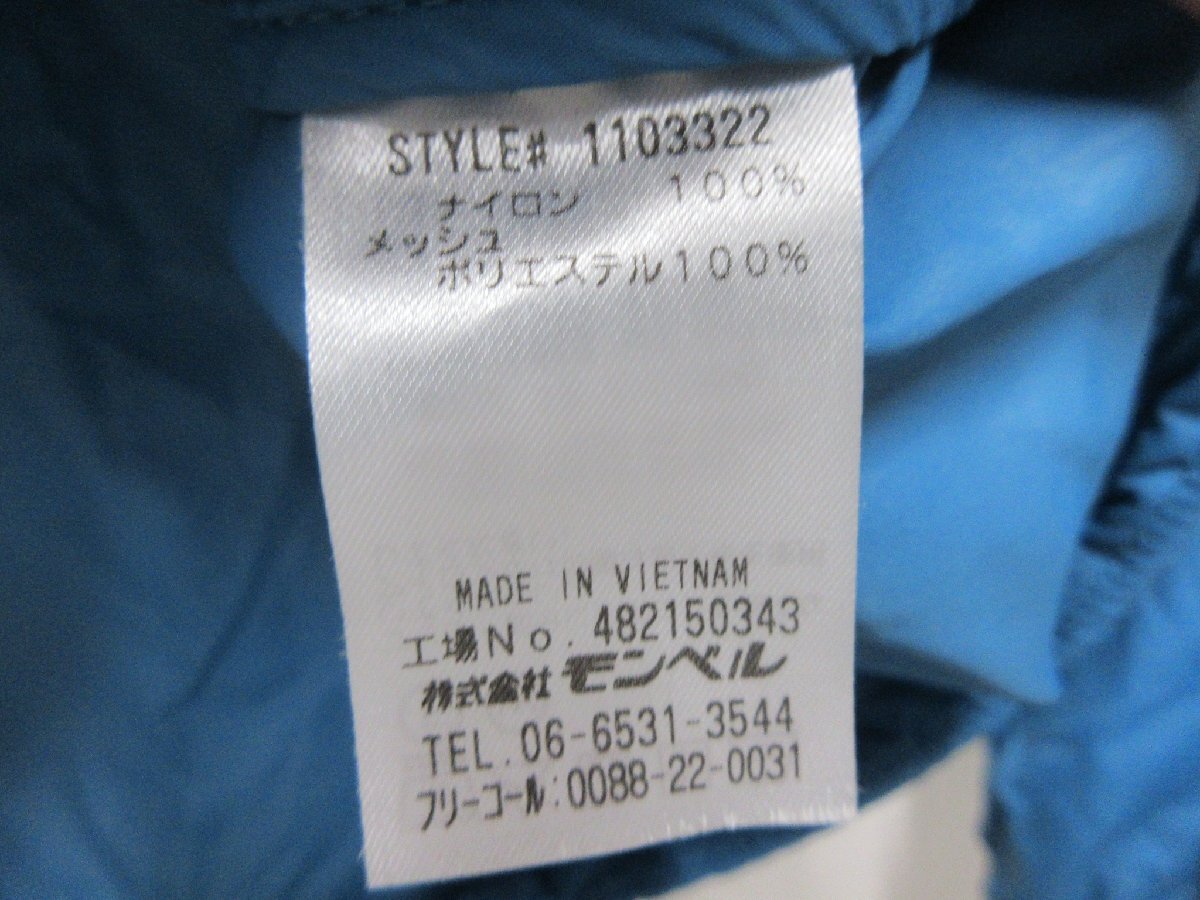 STYLE# 1103322
ナイロン 100%
メッシュ
ポリエステル100%
MADE IN VIETNAM
工場No. 482150343
株式会社 モンベル
TEL. 06-6531-3544
フリーコール:0088-22-0031